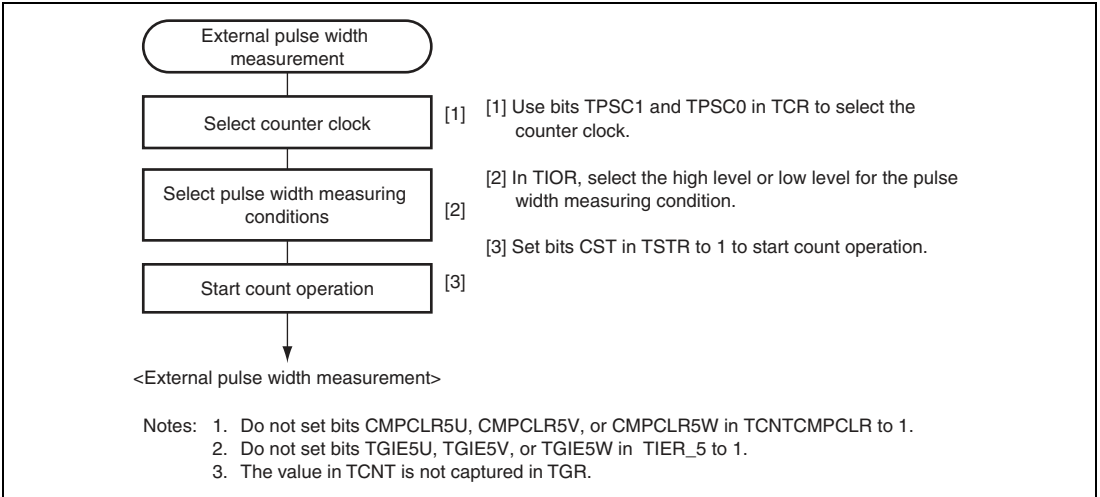 External pulse width
measurement
Select counter clock
[1]
[1] Use bits TPSC1 and TPSC0 in TCR to select the
counter clock.
Select pulse width measuring
conditions
[2]
[2] In TIOR, select the high level or low level for the pulse
width measuring condition.
Start count operation
[3]
[3] Set bits CST in TSTR to 1 to start count operation.
<External pulse width measurement>
Notes: 1. Do not set bits CMPCLR5U, CMPCLR5V, or CMPCLR5W in TCNTCMPCLR to 1.
2. Do not set bits TGIE5U, TGIE5V, or TGIE5W in TIER_5 to 1.
3. The value in TCNT is not captured in TGR.